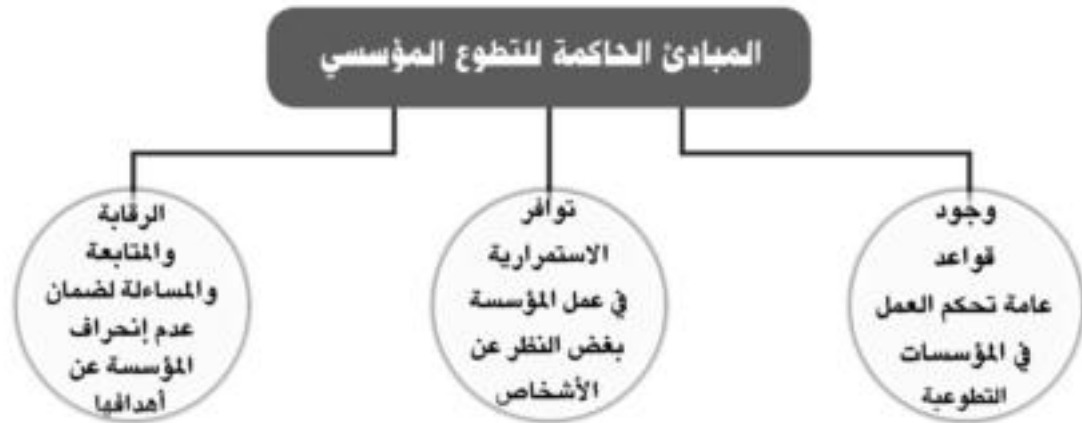 المبادئ الحاكمة للتطوع المؤسسي
وجود
قواعد
عامة تحكم العمل
في المؤسسات
التطوعية
توافر
الاستمرارية
في عمل المؤسسة
بغض النظر عن
الأشخاص
الرقابة
والمتابعة
والمساءلة لضمان
عدم إنحراف
المؤسسة عن
أهدافها